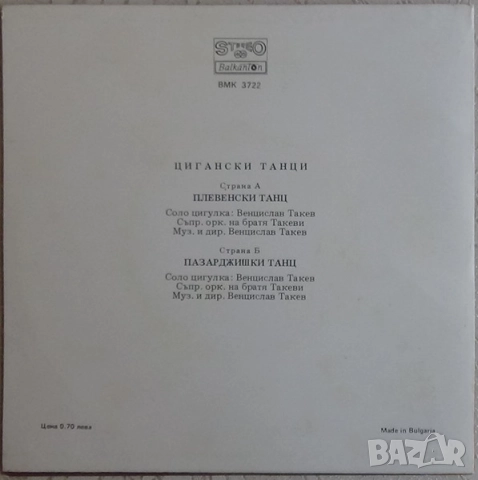 STEREO
Balkanton
ВМК 3722
ЦИГАНСКИ ТАНЦИ
Страна А
ПЛЕВЕНСКИ ТАНЦ
Соло цигулка: Венцислав Такев
Съпр. орк. на братя Такеви
Муз. и дир. Венцислав Такев
Страна Б
ПАЗАРДЖИШКИ ТАНЦ
Соло цигулка: Венцислав Такев
Съпр. орк. на братя Такеви
Муз. и дир. Венцислав Такев
Цена 0.70 лева
Made in Bulgaria
BAZAR
bg